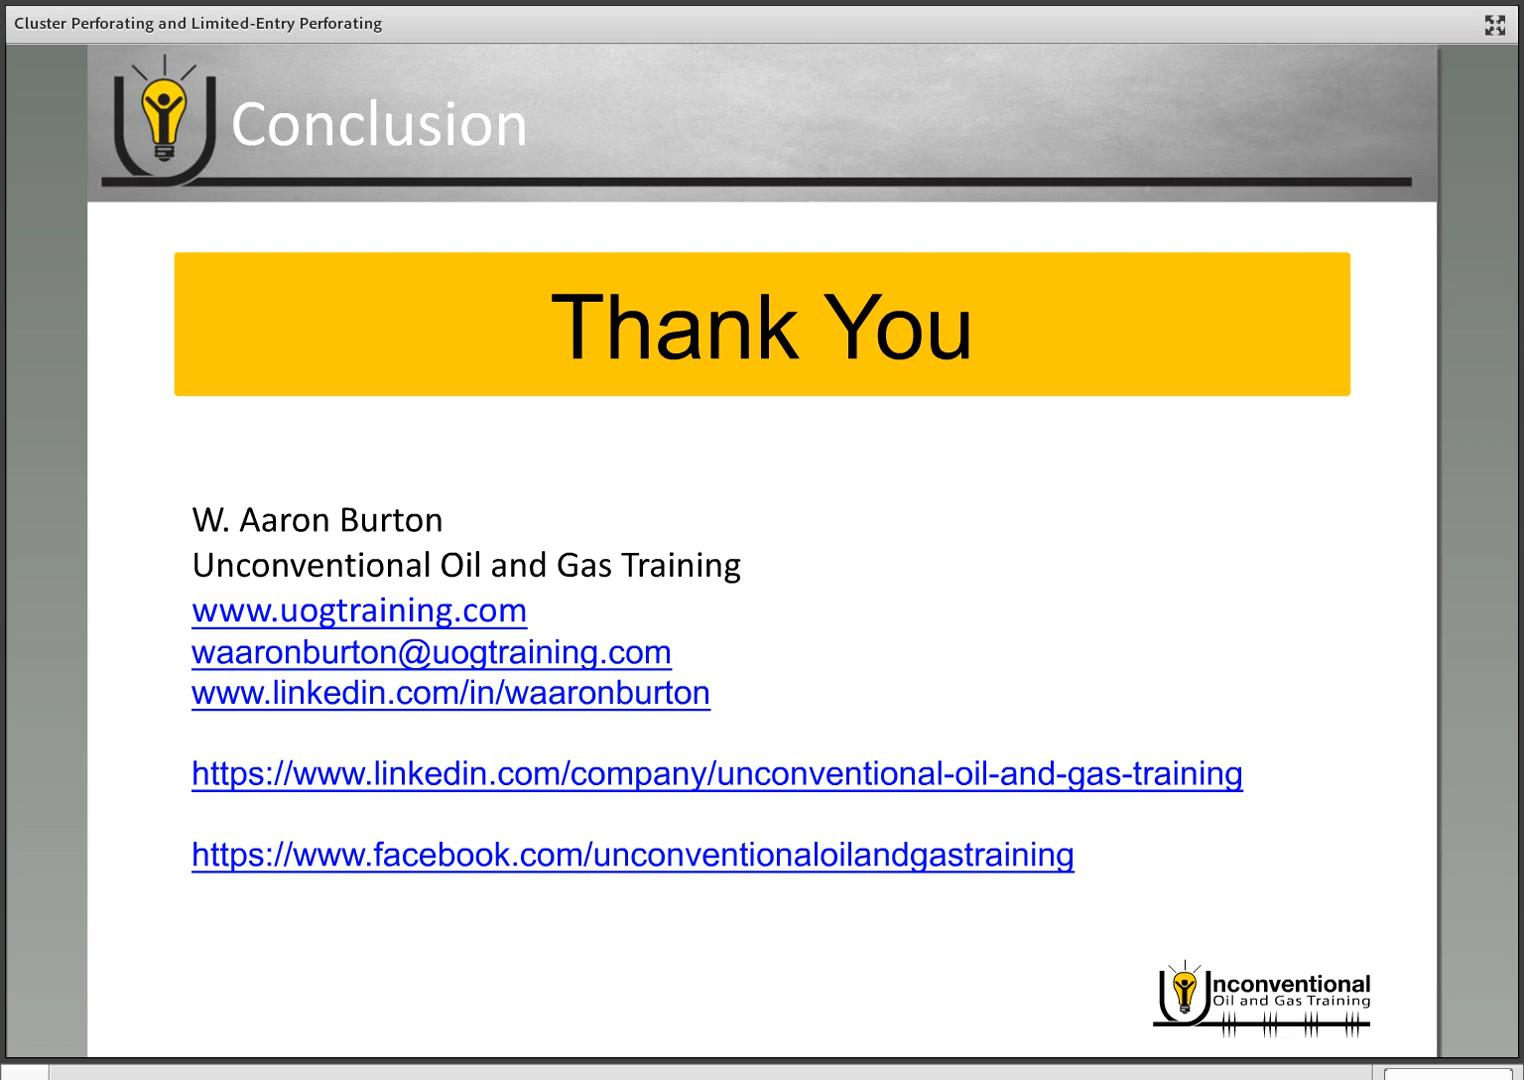 Cluster Perforating and Limited-Entry Perforating
Conclusion
Thank You
W. Aaron Burton
Unconventional Oil and Gas Training
www.uogtraining.com
waaronburton@uogtraining.com
www.linkedin.com/in/waaronburton
https://www.linkedin.com/company/unconventional-oil-and-gas-training
https://www.facebook.com/unconventionaloilandgastraining
Unconventional
Oil and Gas Training